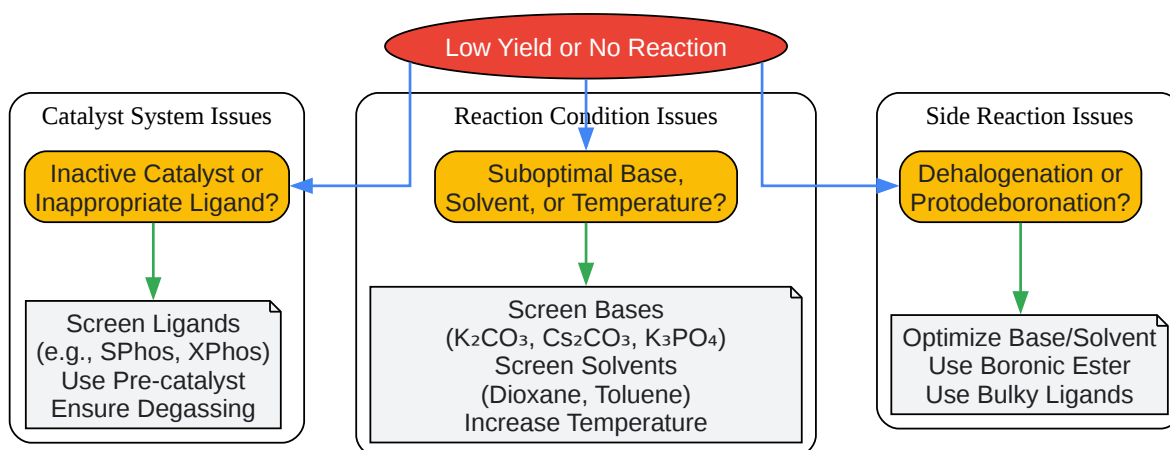 Low Yield or No Reaction
Catalyst System Issues
Inactive Catalyst or
Inappropriate Ligand?
Screen Ligands
(e.g., SPhos, XPhos)
Use Pre-catalyst
Ensure Degassing
Reaction Condition Issues
Suboptimal Base,
Solvent, or Temperature?
Screen Bases
(K₂CO₃, Cs₂CO₃, K₃PO₄)
Screen Solvents
(Dioxane, Toluene)
Increase Temperature
Side Reaction Issues
Dehalogenation or
Protodeboronation?
Optimize Base/Solvent
Use Boronic Ester
Use Bulky Ligands